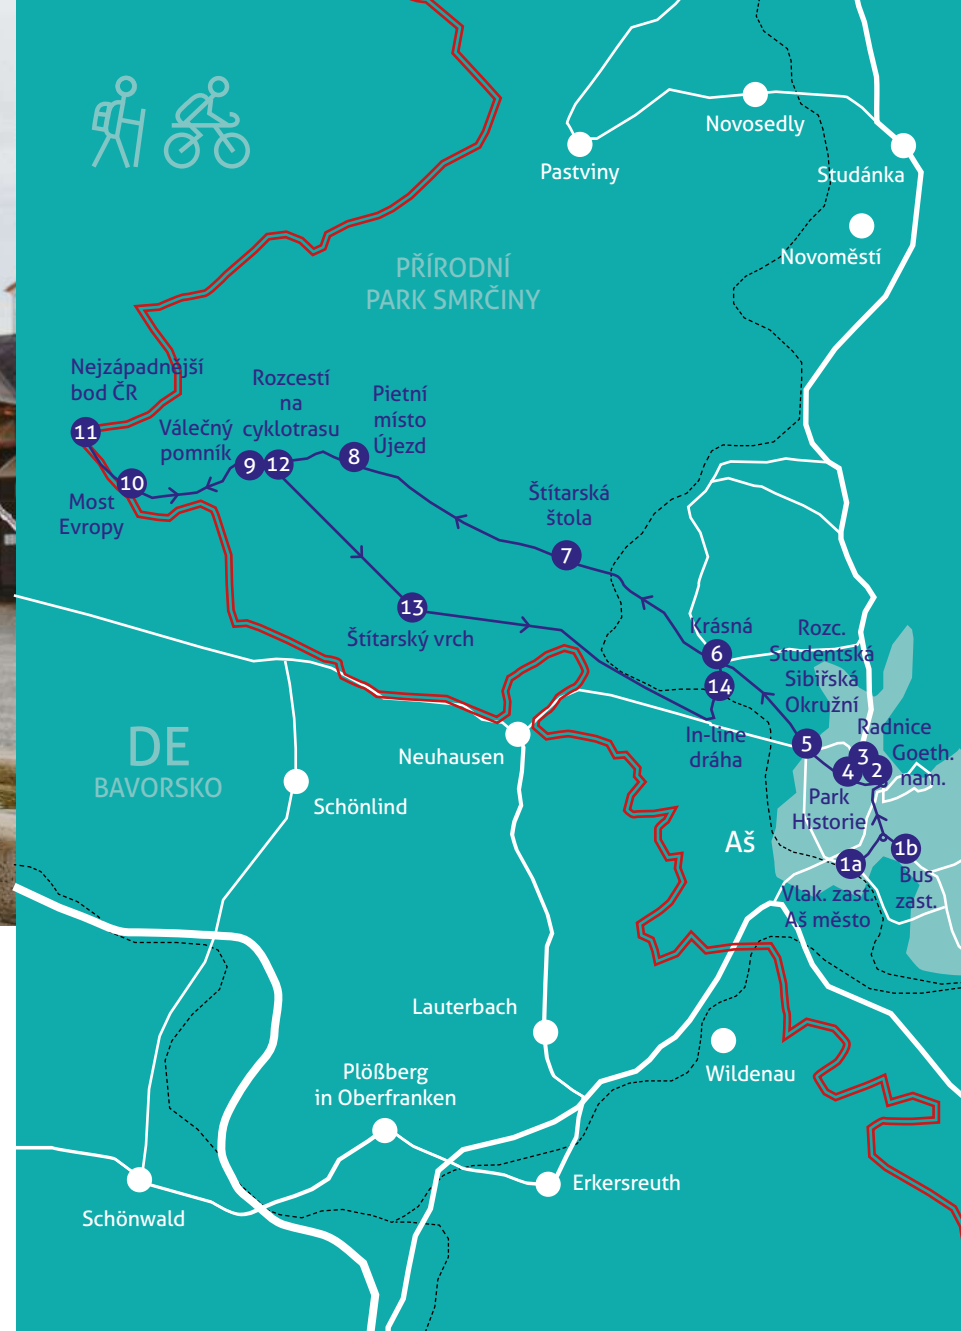 Novosedly
Pastviny
Studánka
Novoměstí
PŘÍRODNÍ
PARK SMRČINY
Nejzápadnější
bod ČR
11
Válečný
pomník
9
Rozcestí
na
cyklotrasu
12
Pietní
místo
Újezd
8
10
Most
Evropy
Štítarská
štola
7
13
Štítarský vrch
Krásná
6
14
In-line
dráha
Rozc.
Studentská
Sibiřská
Okružní
5
Radnice
3
Goeth.
nam.
2
4
Park
Historie
1a
Vlak. zast.
Aš město
1b
Bus
zast.
Aš
DE
BAVORSKO
Neuhausen
Schönlind
Lauterbach
Wildenau
Plößberg
in Oberfranken
Erkersreuth
Schönwald